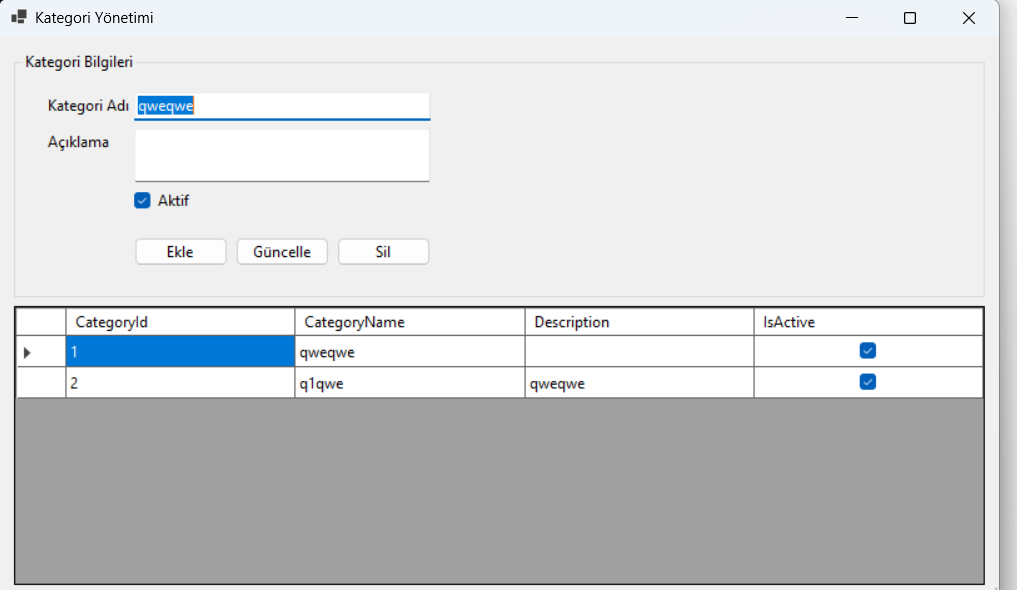 Kategori Yönetimi
Kategori Bilgileri
Kategori Adı qweqwe
Açıklama
Aktif
Ekle Güncelle Sil
CategoryId CategoryName Description IsActive
1 qweqwe
2 q1qwe qweqwe